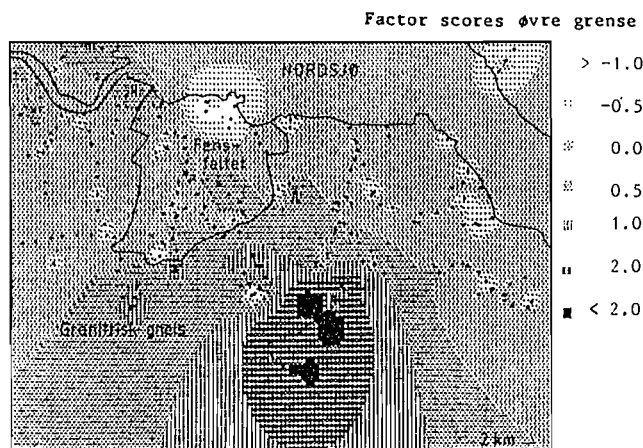 Factor scores øvre grense
> -1.0
-0.5
0.0
0.5
1.0
2.0
< 2.0
NORDSJØ
Fens-
feltet
Granittisk gneis
2 km